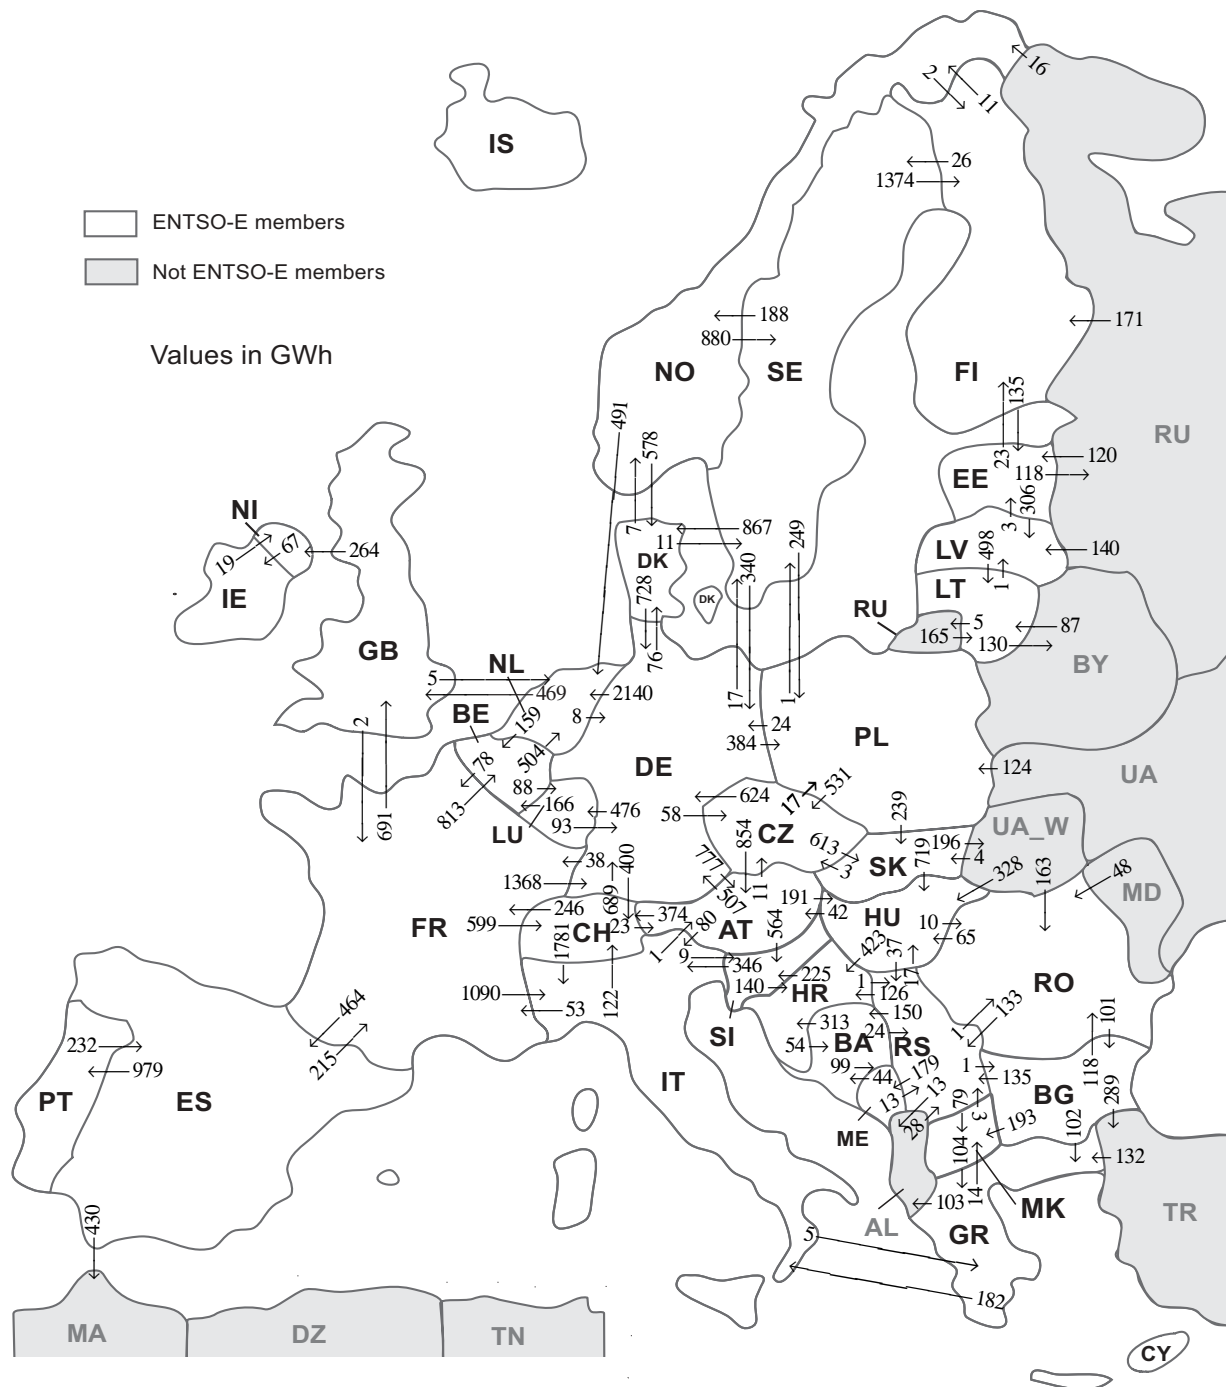 16
2
11
IS
26
1374
ENTSO-E members
Not ENTSO-E members
188
171
880
Values in GWh
NO
SE
FI
135
491
578
RU
23
120
EE
118
306
NI
7
867
249
3
19
67
264
11
LV
498
140
DK
340
IE
728
LT
1
DK
RU
5
87
165
130
GB
76
BY
NL
5
469
2140
17
1
BE
159
8
2
24
384
PL
504
78
DE
124
UA
88
531
17
624
166
813
691
476
58
239
UA_W
LU
93
CZ
854
613
196
719
38
400
777
3
SK
4
328
163
48
1368
689
507
11
191
MD
246
374
80
42
HU
10
FR
599
CH
23
AT
564
65
1781
1
9
346
423
37
17
225
140
HR
1
126
RO
1090
53
122
150
1
133
101
464
SI
313
24
232
54
BA
RS
215
979
99
179
1
118
IT
44
135
BG
289
PT
ES
13
13
79
3
ME
28
193
102
104
132
430
14
103
MK
AL
TR
5
GR
182
MA
DZ
TN
CY